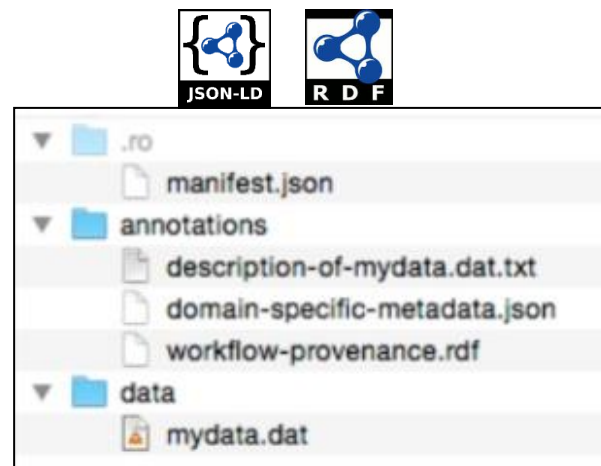 { }
JSON-LD
RDF
.ro
manifest.json
annotations
description-of-mydata.dat.txt
domain-specific-metadata.json
workflow-provenance.rdf
data
mydata.dat